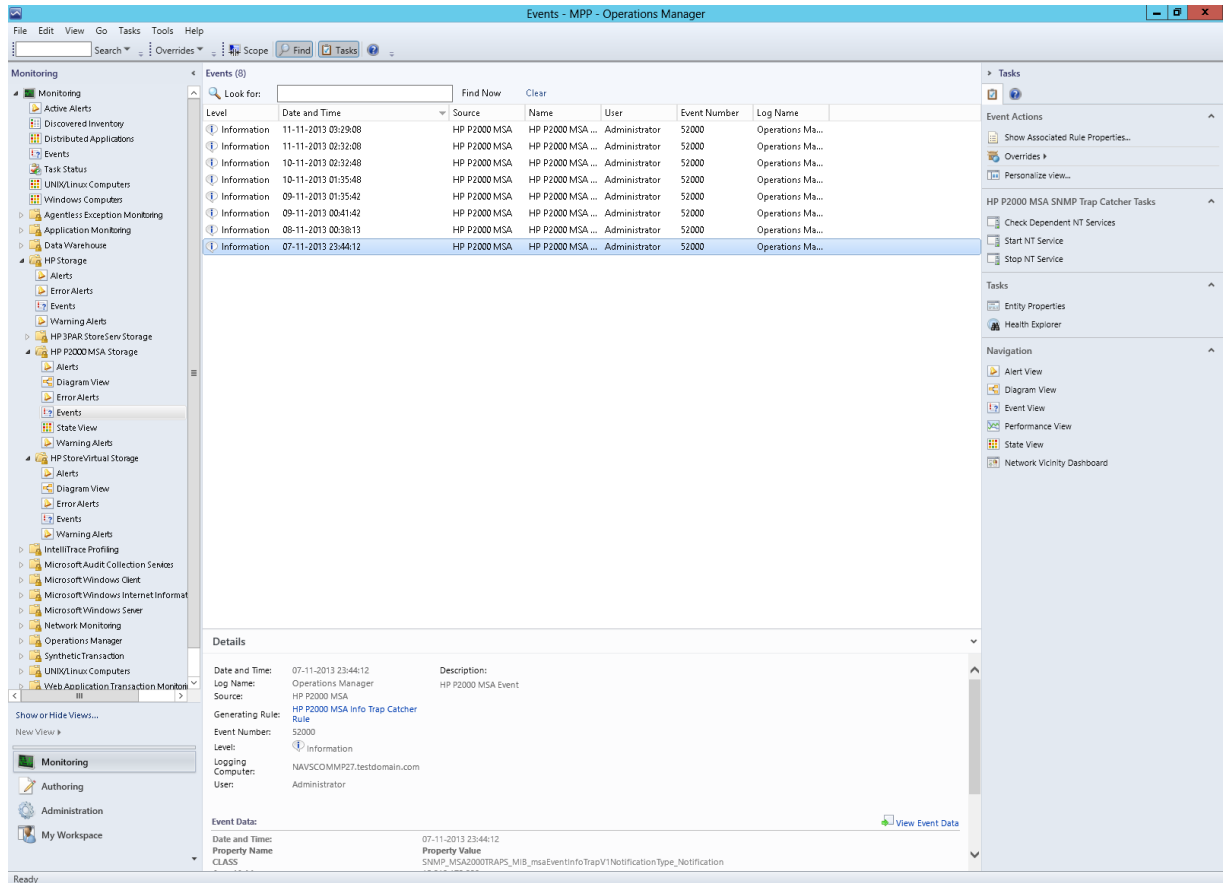 Events - MPP - Operations Manager
File Edit View Go Tasks Tools Help
Search Overrides Scope Find Tasks
Monitoring
Monitoring
Active Alerts
Discovered Inventory
Distributed Applications
Events
Task Status
UNIX/Linux Computers
Windows Computers
Agentless Exception Monitoring
Application Monitoring
Data Warehouse
HP Storage
Alerts
Error Alerts
Events
Warning Alerts
HP 3PAR StoreServ Storage
HP P2000 MSA Storage
Alerts
Diagram View
Error Alerts
Events
State View
Warning Alerts
HP StoreVirtual Storage
Alerts
Diagram View
Error Alerts
Events
Warning Alerts
IntelliTrace Profiling
Microsoft Audit Collection Services
Microsoft Windows Client
Microsoft Windows Internet Informat
Microsoft Windows Server
Network Monitoring
Operations Manager
Synthetic Transaction
UNIX/Linux Computers
Web Application Transaction Monitori
Show or Hide Views...
New View
Monitoring
Authoring
Administration
My Workspace
Events (8)
Look for: Find Now Clear
Level Date and Time Source Name User Event Number Log Name
Information 11-11-2013 03:29:08 HP P2000 MSA HP P2000 MSA ... Administrator 52000 Operations Ma...
Information 11-11-2013 02:32:08 HP P2000 MSA HP P2000 MSA ... Administrator 52000 Operations Ma...
Information 10-11-2013 02:32:48 HP P2000 MSA HP P2000 MSA ... Administrator 52000 Operations Ma...
Information 10-11-2013 01:35:48 HP P2000 MSA HP P2000 MSA ... Administrator 52000 Operations Ma...
Information 09-11-2013 01:35:42 HP P2000 MSA HP P2000 MSA ... Administrator 52000 Operations Ma...
Information 09-11-2013 00:41:42 HP P2000 MSA HP P2000 MSA ... Administrator 52000 Operations Ma...
Information 08-11-2013 00:38:13 HP P2000 MSA HP P2000 MSA ... Administrator 52000 Operations Ma...
Information 07-11-2013 23:44:12 HP P2000 MSA HP P2000 MSA ... Administrator 52000 Operations Ma...
Details
Date and Time: 07-11-2013 23:44:12
Log Name: Operations Manager
Source: HP P2000 MSA
Generating Rule: HP P2000 MSA Info Trap Catcher
Rule
Event Number: 52000
Level: Information
Logging
Computer: NAVSCOMMP27.testdomain.com
User: Administrator
Description:
HP P2000 MSA Event
Event Data:
View Event Data
Date and Time: 07-11-2013 23:44:12
Property Name Property Value
CLASS SNMP_MSA2000TRAPS_MIB_msaEventInfoTrapV1NotificationType_Notification
Tasks
Event Actions
Show Associated Rule Properties...
Overrides
Personalize view...
HP P2000 MSA SNMP Trap Catcher Tasks
Check Dependent NT Services
Start NT Service
Stop NT Service
Tasks
Entity Properties
Health Explorer
Navigation
Alert View
Diagram View
Event View
Performance View
State View
Network Vicinity Dashboard
Ready